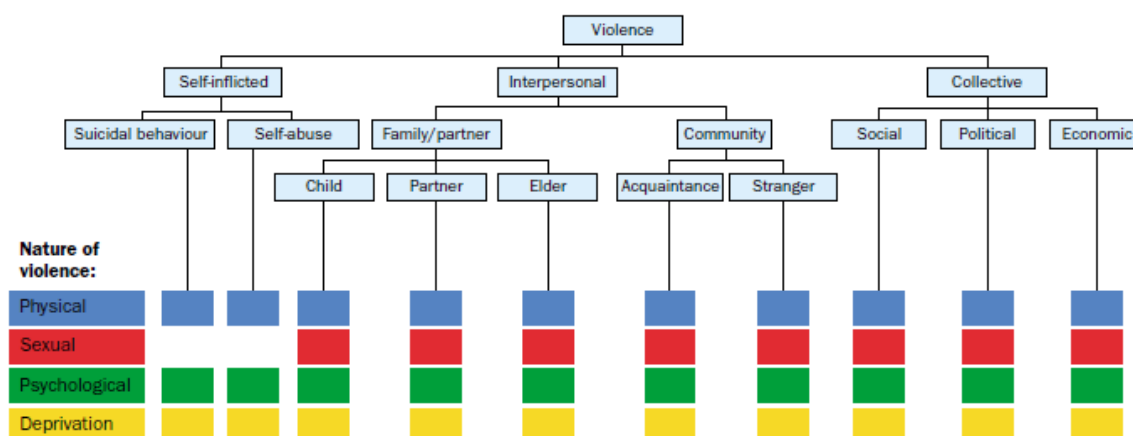 Violence
Self-inflicted
Interpersonal
Collective
Suicidal behaviour
Self-abuse
Family/partner
Community
Social
Political
Economic
Child
Partner
Elder
Acquaintance
Stranger
Nature of
violence:
Physical
Sexual
Psychological
Deprivation